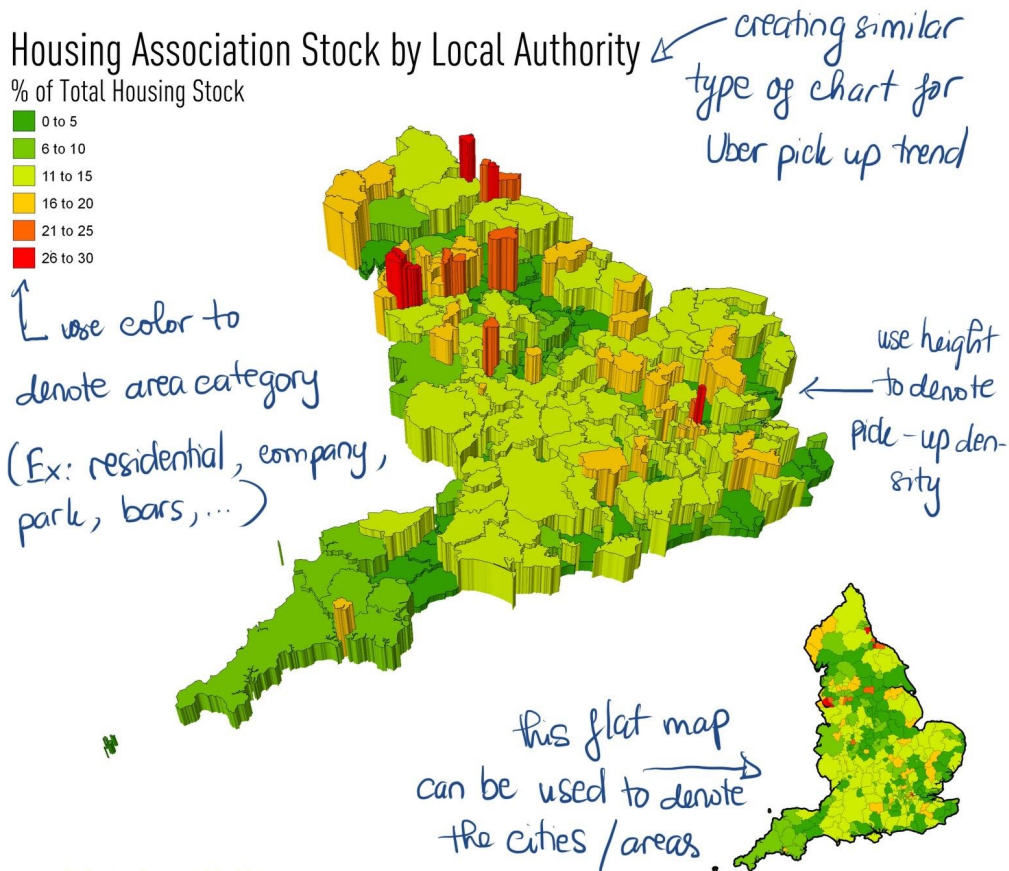 Housing Association Stock by Local Authority
% of Total Housing Stock
0 to 5
6 to 10
11 to 15
16 to 20
21 to 25
26 to 30
creating similar
type of chart for
Uber pick up trend
use color to
denote area category
(Ex: residential, company,
park, bars, ...)
use height
to denote
pick-up den-
sity
this flat map
can be used to denote
the cities / areas